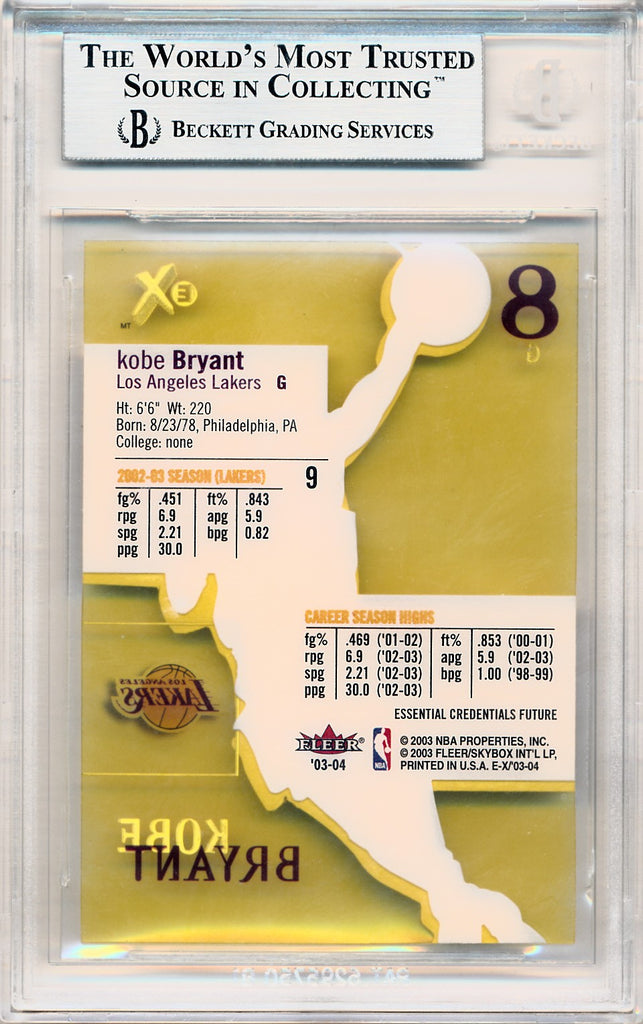 THE WORLD'S MOST TRUSTED
SOURCE IN COLLECTING™
B BECKETT GRADING SERVICES
EX
8
MT
G
kobe Bryant
Los Angeles Lakers G
Ht: 6'6" Wt: 220
Born: 8/23/78, Philadelphia, PA
College: none
2002-03 SEASON (LAKERS) 9
fg% .451 ft% .843
rpg 6.9 apg 5.9
spg 2.21 bpg 0.82
ppg 30.0
CAREER SEASON HIGHS
fg% .469 ('01-02) ft% .853 ('00-01)
rpg 6.9 ('02-03) apg 5.9 ('02-03)
spg 2.21 ('02-03) bpg 1.00 ('98-99)
ppg 30.0 ('02-03)
LOS ANGELES
LAKERS
ESSENTIAL CREDENTIALS FUTURE
FLEER
'03-04
NBA
© 2003 NBA PROPERTIES, INC.
© 2003 FLEER/SKYBOX INT'L LP,
PRINTED IN U.S.A. E-X/'03-04
KOBE
BRYANT